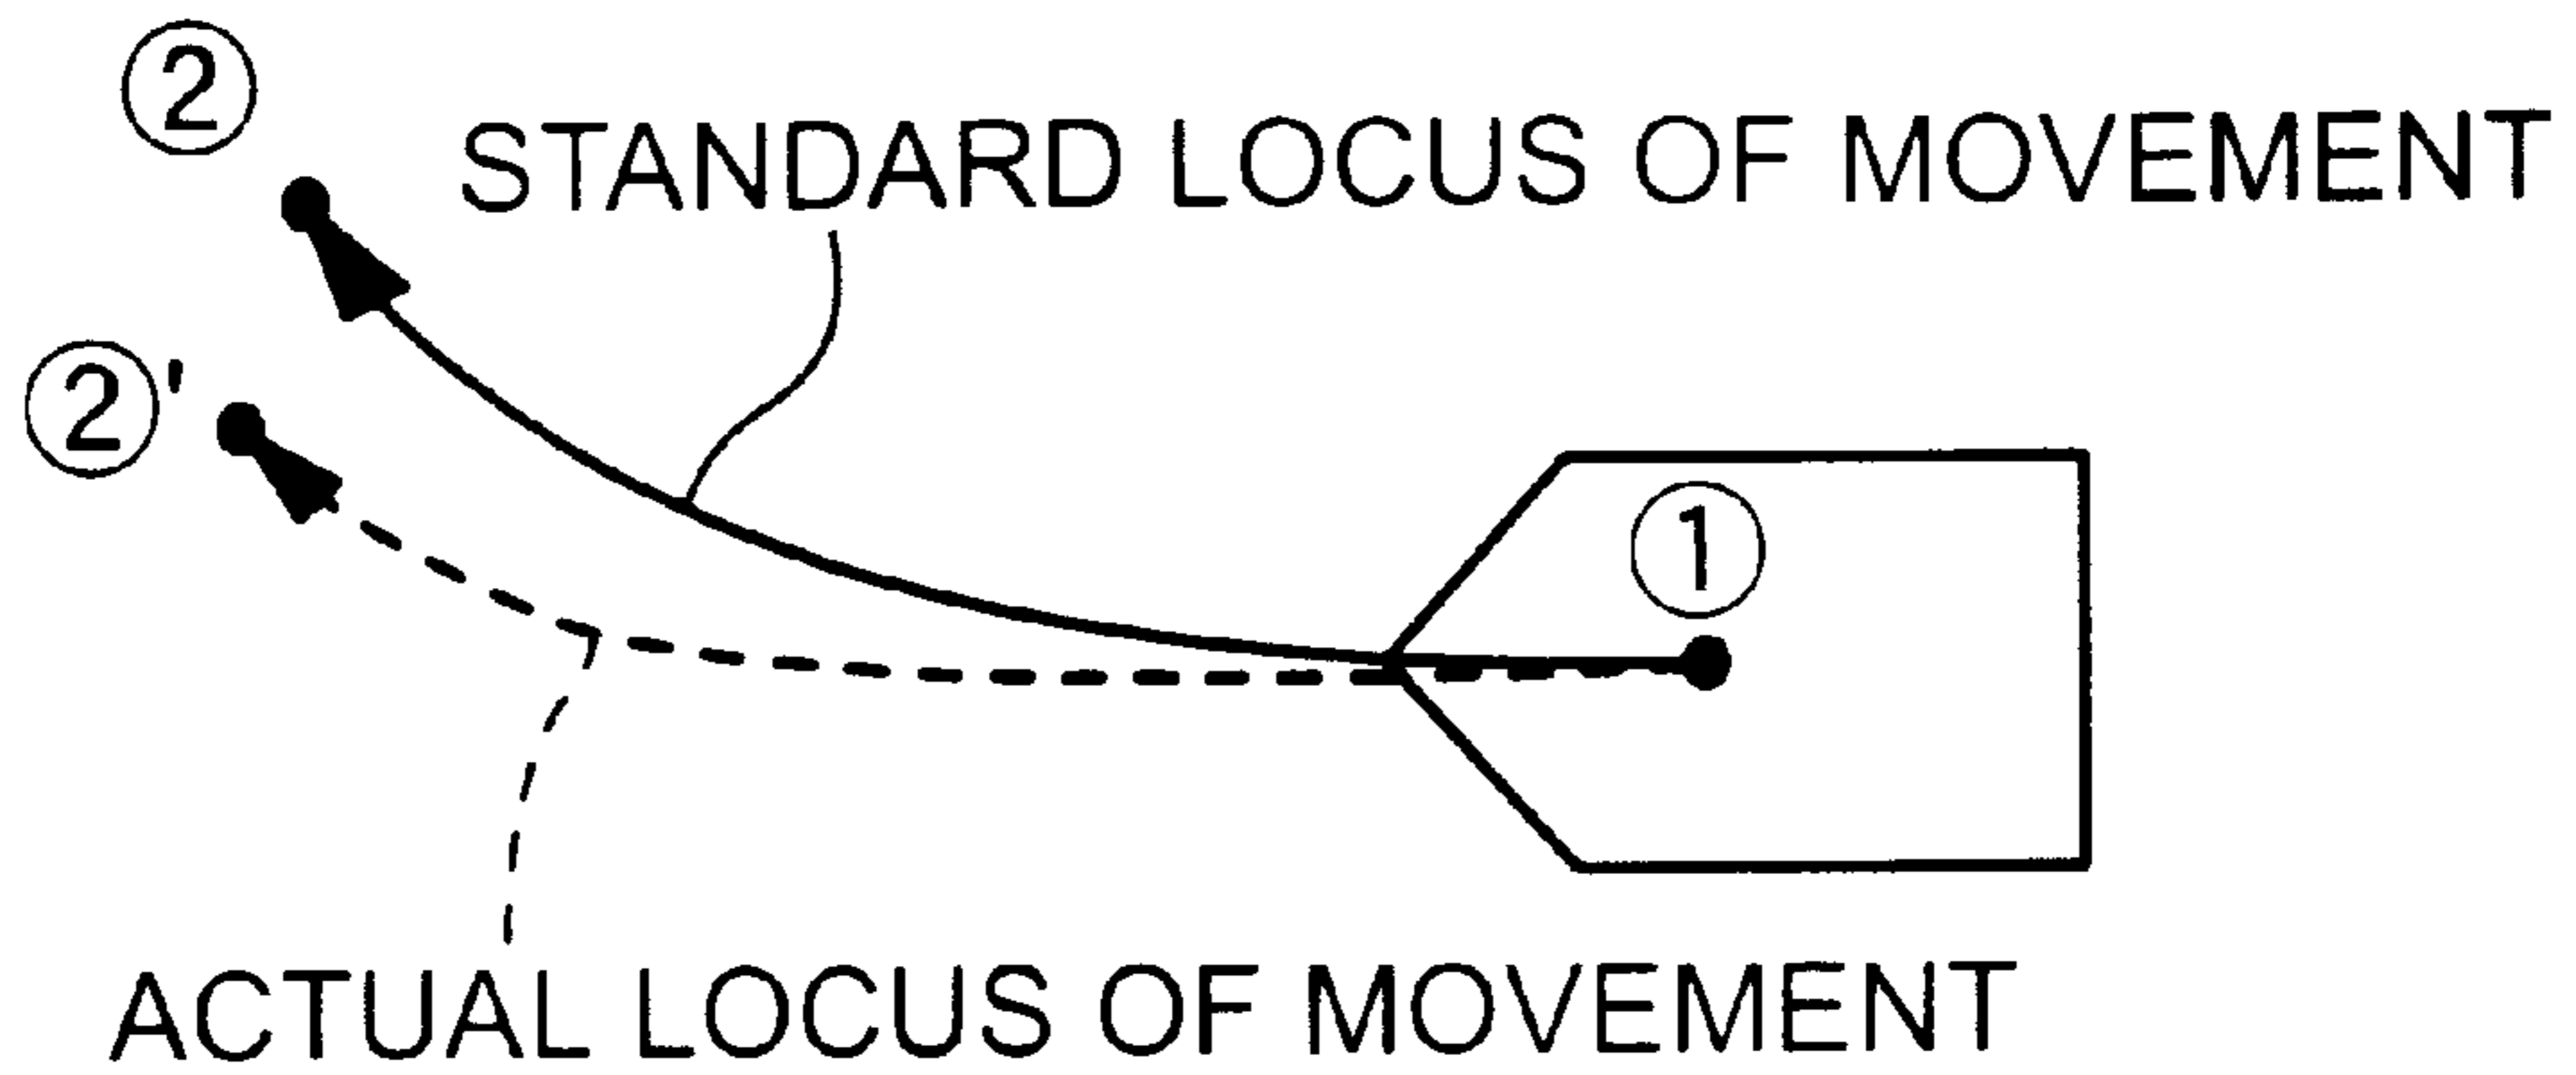 ②
STANDARD LOCUS OF MOVEMENT
②'
①
ACTUAL LOCUS OF MOVEMENT